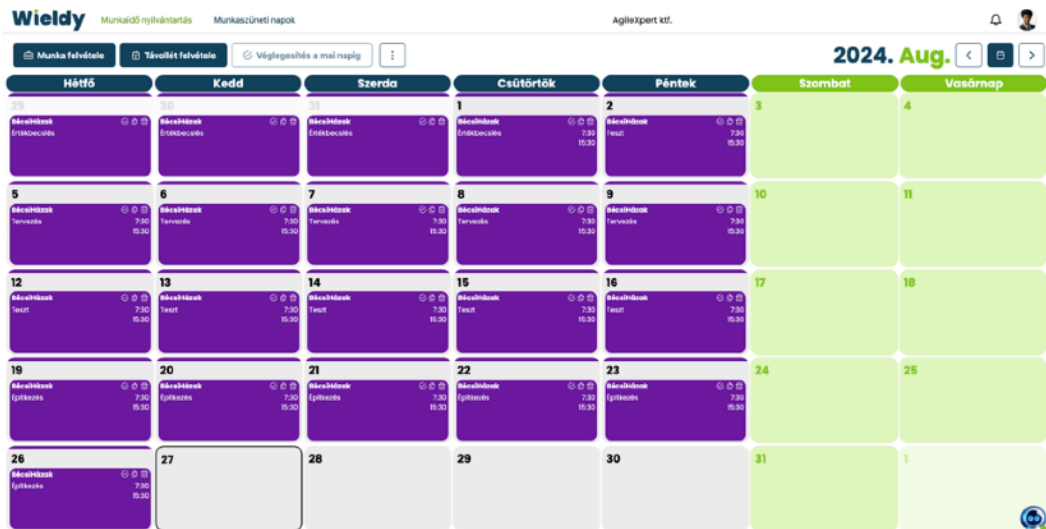 Wieldy Munkaidő nyilvántartás Munkaszüneti napok AgileXpert ktf.
Munka felvétele Távollét felvétele Véglegesítés a mai napig 2024. Aug.
Hétfő Kedd Szerda Csütörtök Péntek Szombat Vasárnap
29 30 31 1 2 3 4
BécsiHázak BécsiHázak BécsiHázak BécsiHázak BécsiHázak
Értékbecslés Értékbecslés Értékbecslés Értékbecslés 7:30 Teszt 7:30
15:30 15:30
5 6 7 8 9 10 11
BécsiHázak BécsiHázak BécsiHázak BécsiHázak BécsiHázak
Tervezés 7:30 Tervezés 7:30 Tervezés 7:30 Tervezés 7:30 Tervezés 7:30
15:30 15:30 15:30 15:30 15:30
12 13 14 15 16 17 18
BécsiHázak BécsiHázak BécsiHázak BécsiHázak BécsiHázak
Teszt 7:30 Teszt 7:30 Teszt 7:30 Teszt 7:30 Teszt 7:30
15:30 15:30 15:30 15:30 15:30
19 20 21 22 23 24 25
BécsiHázak BécsiHázak BécsiHázak BécsiHázak BécsiHázak
Építkezés 7:30 Építkezés 7:30 Építkezés 7:30 Építkezés 7:30 Építkezés 7:30
15:30 15:30 15:30 15:30 15:30
26 27 28 29 30 31 1
BécsiHázak
Építkezés 7:30
15:30